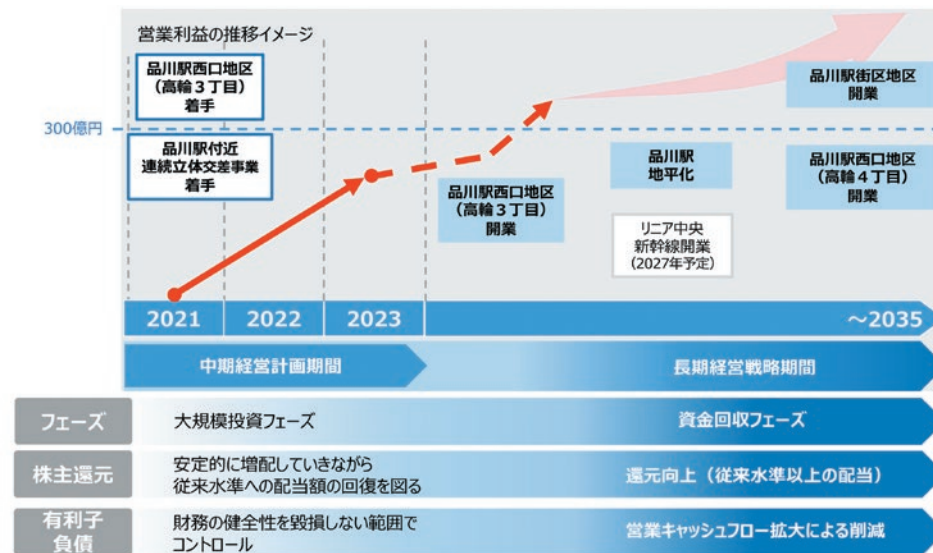 営業利益の推移イメージ
品川駅西口地区
（高輪３丁目）
着手
300億円
品川駅付近
連続立体交差事業
着手
品川駅西口地区
（高輪３丁目）
開業
品川駅
地平化
リニア中央
新幹線開業
（2027年予定）
品川駅街区地区
開業
品川駅西口地区
（高輪４丁目）
開業
2021
2022
2023
～2035
中期経営計画期間
長期経営戦略期間
フェーズ
大規模投資フェーズ
資金回収フェーズ
株主還元
安定的に増配していきながら
従来水準への配当額の回復を図る
還元向上（従来水準以上の配当）
有利子
負債
財務の健全性を毀損しない範囲で
コントロール
営業キャッシュフロー拡大による削減